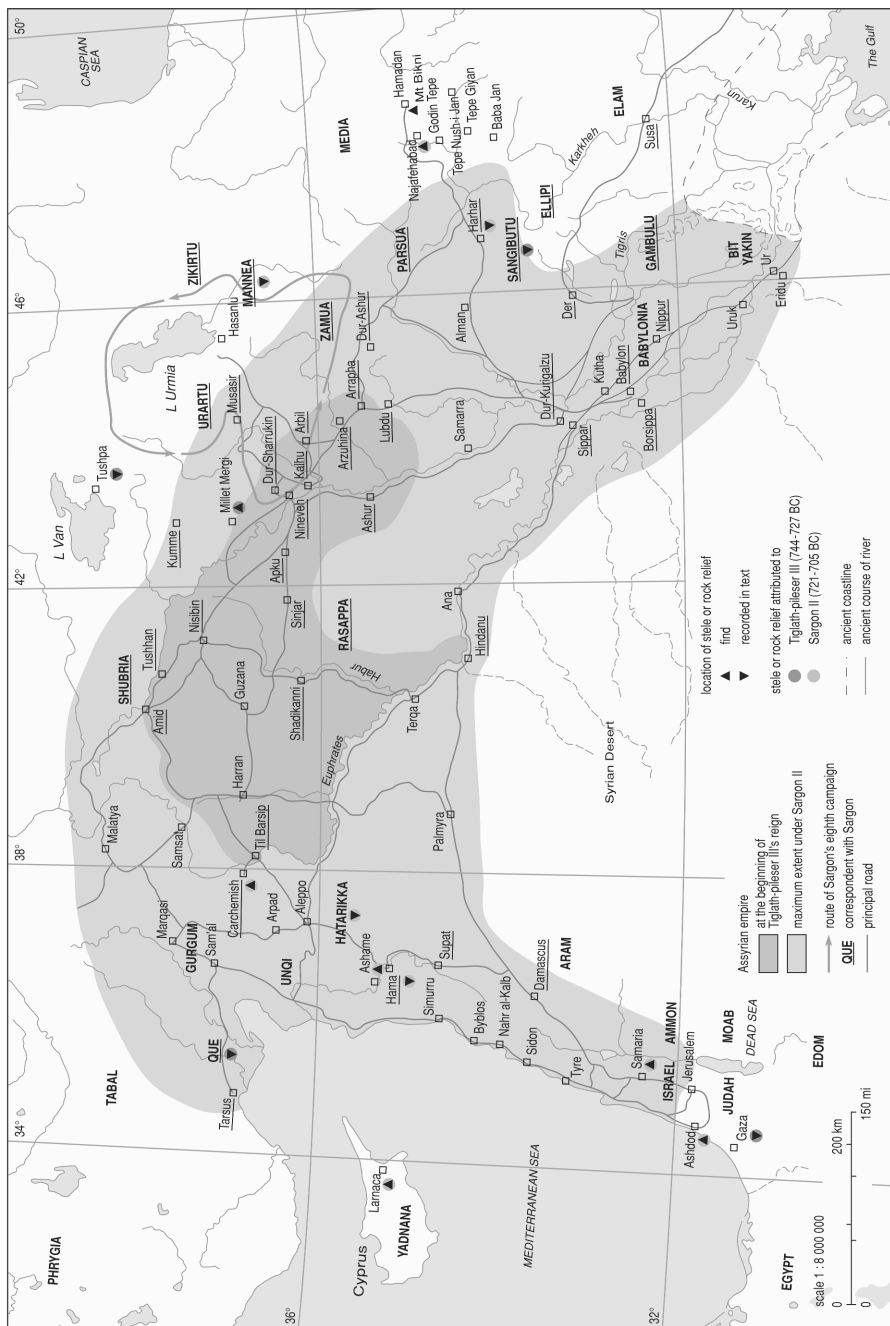 PHRYGIA
TABAL
34°
38°
42°
46°
50°
36°
32°
CASPIAN
SEA
L Van
Tushpa
L Urmia
ZIKIRTU
MANNEA
Hasanlu
URARTU
Musasir
MEDIA
Hamadan
Mt Bikni
Najafehabad
Godin Tepe
Tepe Nush-i Jan
Tepe Giyan
Baba Jan
PARSUA
Harhar
SANGIBUTU
ELLIPI
ELAM
Karkheh
Karun
Susa
The Gulf
ZAMUA
Dur-Ashur
Arrapha
Arzuhina
Lubdu
Alman
Der
Tigris
GAMBULU
BIT
YAKIN
Ur
Eridu
Uruk
Nippur
BABYLONIA
Kutha
Babylon
Borsippa
Sippar
Dur-Kurigalzu
Samarra
Kumme
Millet Mergi
Dur-Sharrukin
Kalhu
Arbil
Nineveh
Ashur
Apku
Sinjar
RASAPPA
Nisibin
Tushhan
SHUBRIA
Amid
Guzana
Shadikanni
Habur
Terqa
Hindanu
Ana
Euphrates
Harran
Malatya
Samsat
Til Barsip
Carchemish
Marqasi
GURGUM
Sam'al
Arpad
Aleppo
UNQI
HATARIKKA
QUE
Tarsus
Ashame
Hama
Supat
Simurru
Palmyra
Syrian Desert
Byblos
Nahr al-Kalb
Sidon
Damascus
ARAM
Tyre
Samaria
ISRAEL
AMMON
Jerusalem
MOAB
DEAD SEA
JUDAH
EDOM
Ashdod
Gaza
EGYPT
Cyprus
Larnaca
YADNANA
MEDITERRANEAN SEA
scale 1 : 8 000 000
0
200 km
0
150 mi
Assyrian empire
at the beginning of
Tiglath-pileser III's reign
maximum extent under Sargon II
route of Sargon's eighth campaign
QUE
correspondent with Sargon
principal road
location of stele or rock relief
find
recorded in text
stele or rock relief attributed to
Tiglath-pileser III (744-727 BC)
Sargon II (721-705 BC)
ancient coastline
ancient course of river